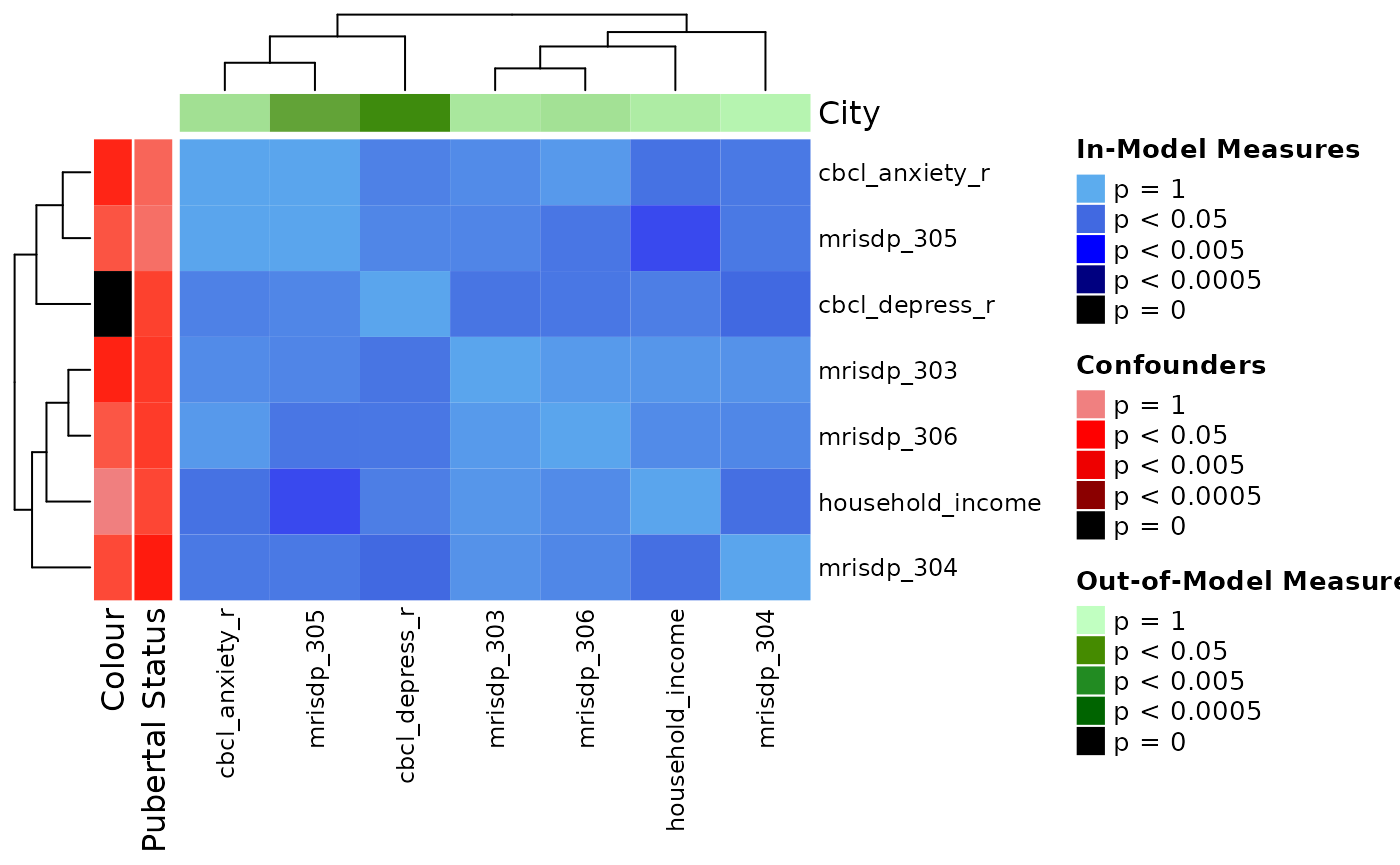 City
cbcl_anxiety_r
mrisdp_305
cbcl_depress_r
mrisdp_303
mrisdp_306
household_income
mrisdp_304
Colour
Pubertal Status
cbcl_anxiety_r
mrisdp_305
cbcl_depress_r
mrisdp_303
mrisdp_306
household_income
mrisdp_304
In-Model Measures
p = 1
p < 0.05
p < 0.005
p < 0.0005
p = 0
Confounders
p = 1
p < 0.05
p < 0.005
p < 0.0005
p = 0
Out-of-Model Measure
p = 1
p < 0.05
p < 0.005
p < 0.0005
p = 0